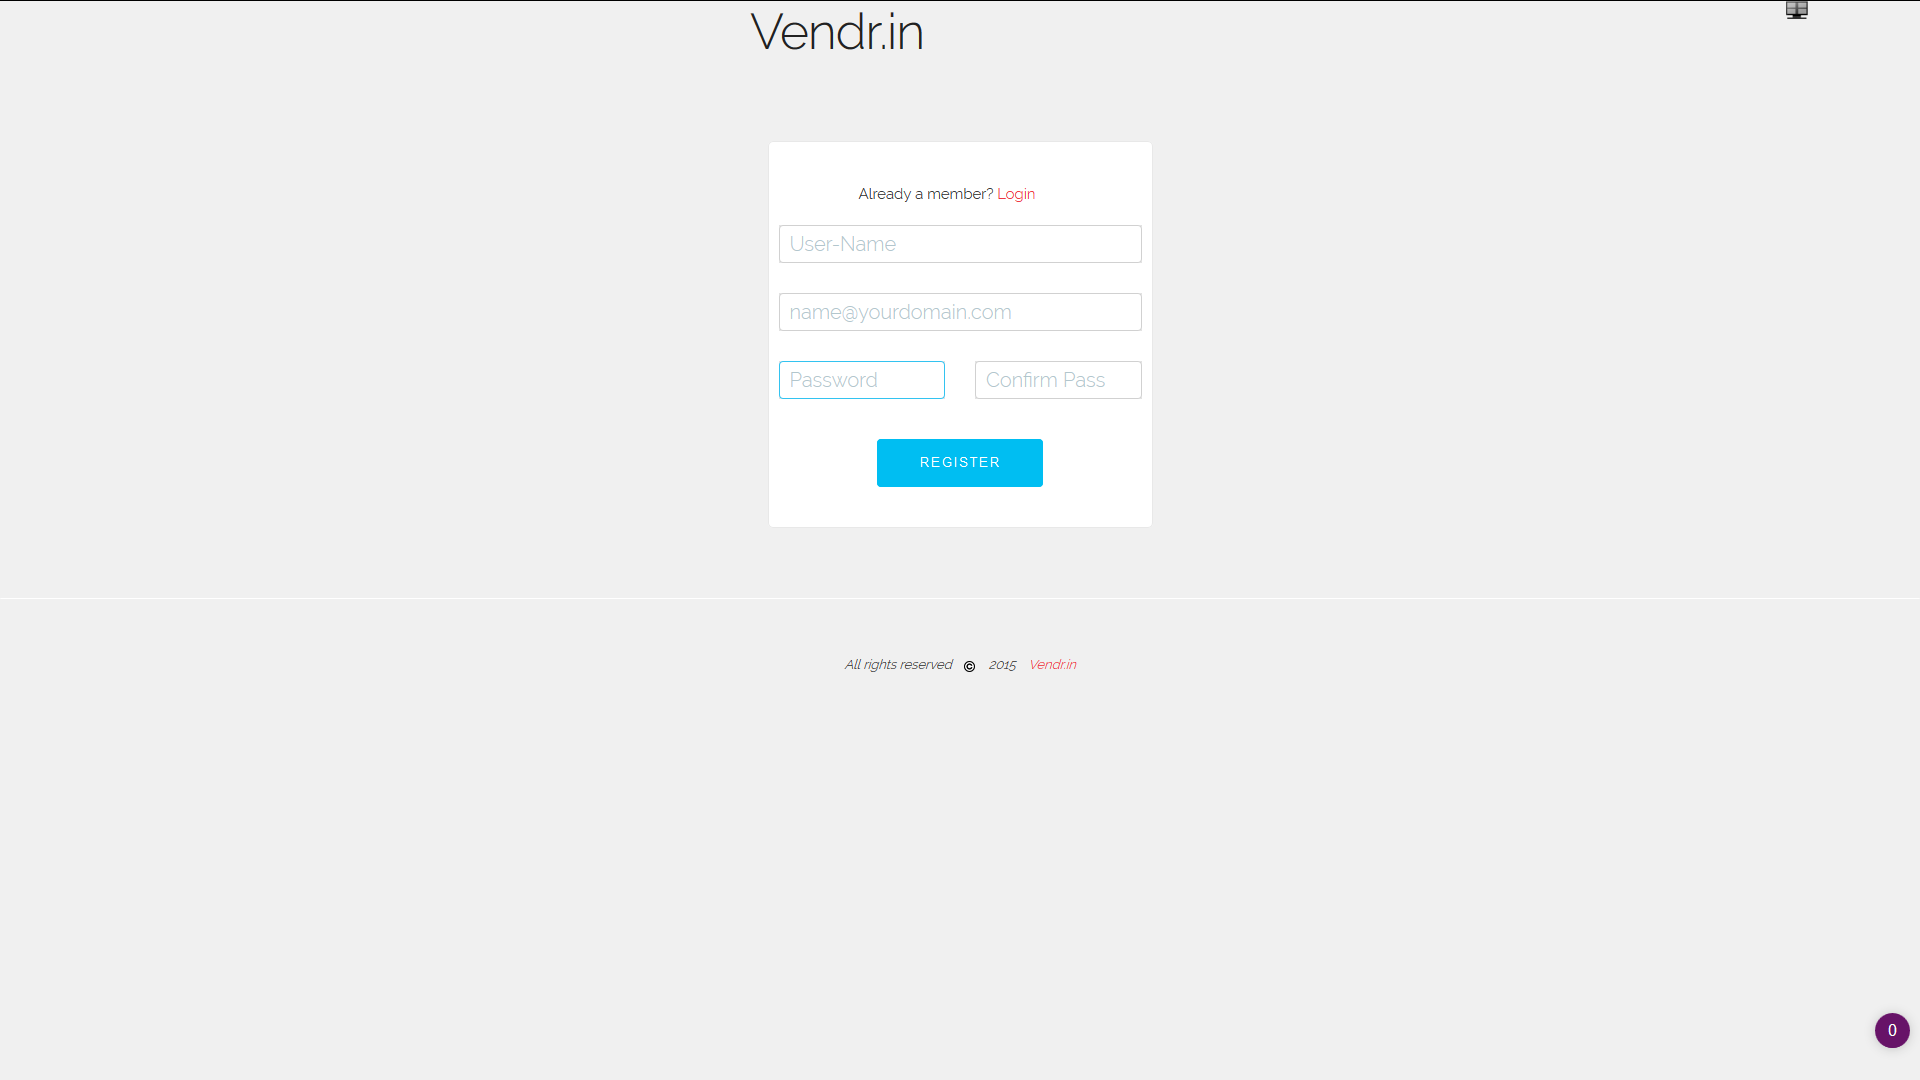 Vendr.in
Already a member? Login
User-Name
name@yourdomain.com
Password Confirm Pass
REGISTER
All rights reserved © 2015 Vendr.in
0